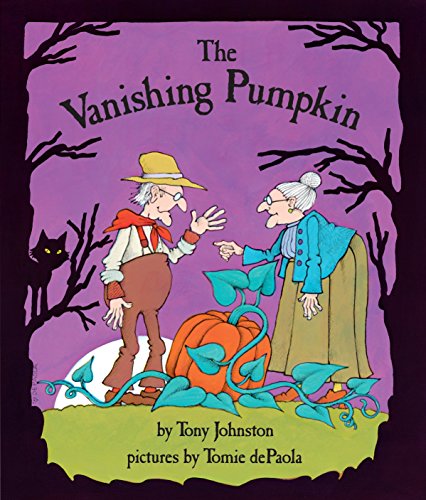 The
Vanishing Pumpkin
by Tony Johnston
pictures by Tomie dePaola